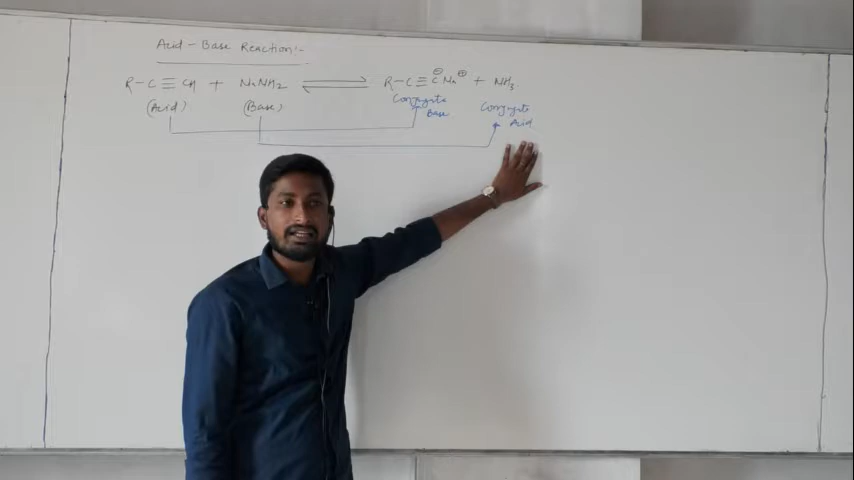 Acid - Base Reaction:-
R-C≡CH + NaNH₂ ⇌ R-C≡C⊖ Na⊕ + NH₃
(Acid) (Base) Conjugate Base Conjugate Acid